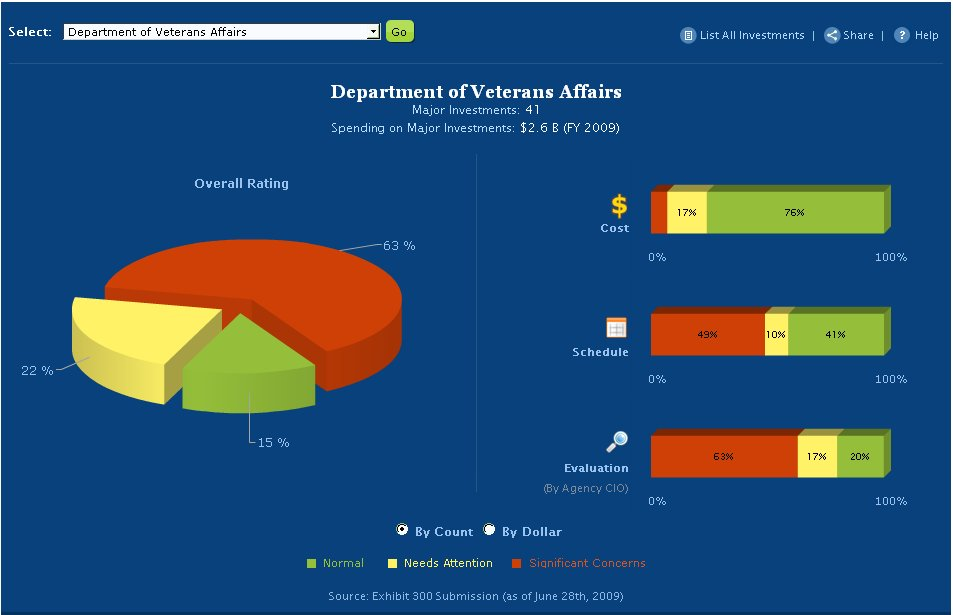 Select: Department of Veterans Affairs Go List All Investments | Share | ? Help
Department of Veterans Affairs
Major Investments: 41
Spending on Major Investments: $2.6 B (FY 2009)
Overall Rating
63 %
22 %
15 %
$
Cost
17% 76%
0% 100%
Schedule
49% 10% 41%
0% 100%
Evaluation
(By Agency CIO)
63% 17% 20%
0% 100%
By Count By Dollar
Normal Needs Attention Significant Concerns
Source: Exhibit 300 Submission (as of June 28th, 2009)